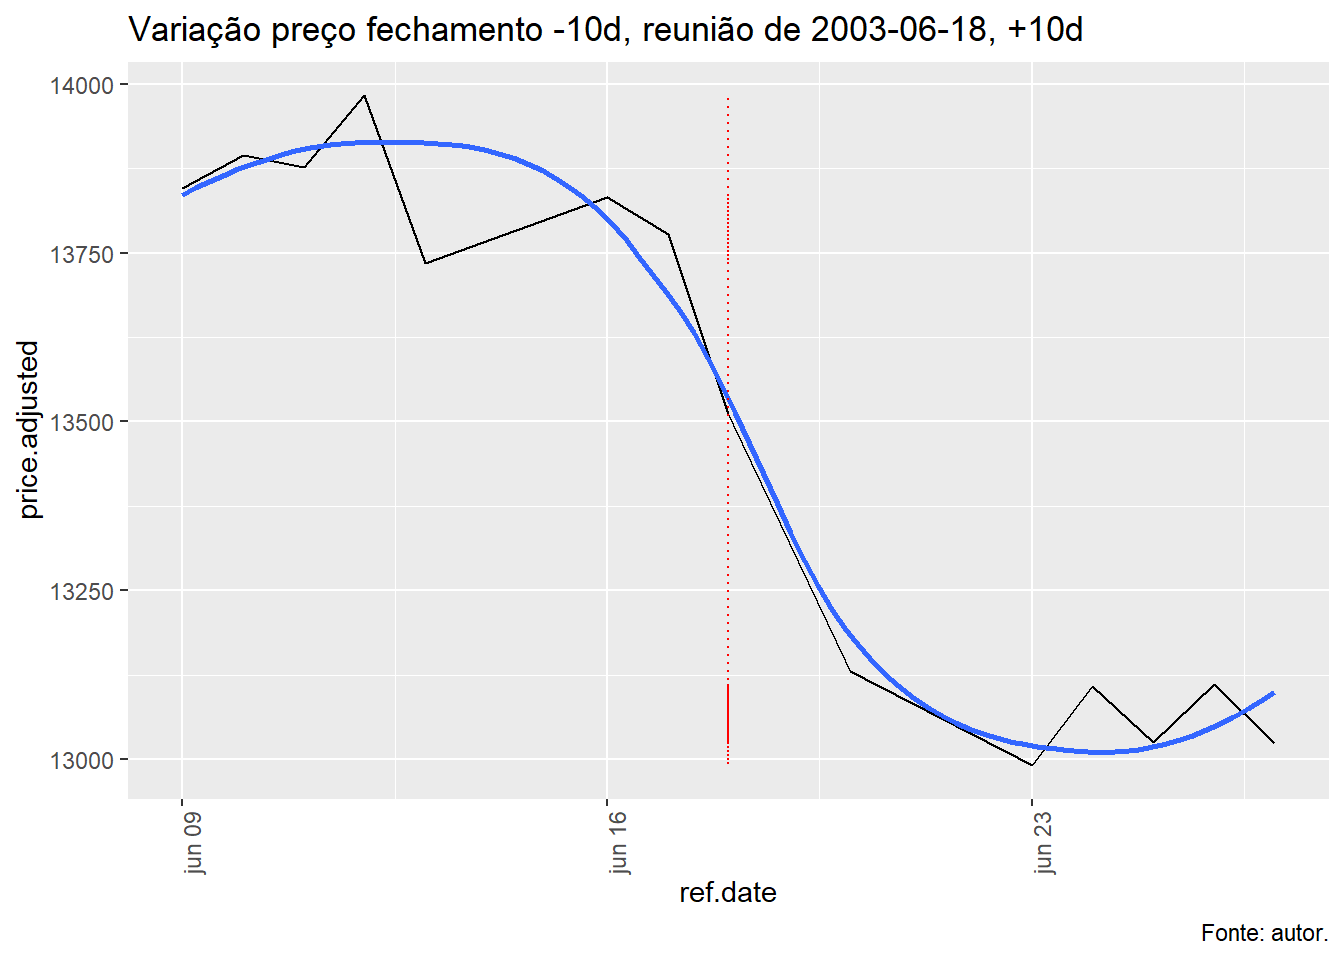 Variação preço fechamento -10d, reunião de 2003-06-18, +10d
14000
13750
13500
13250
13000
price.adjusted
jun 09
jun 16
jun 23
ref.date
Fonte: autor.